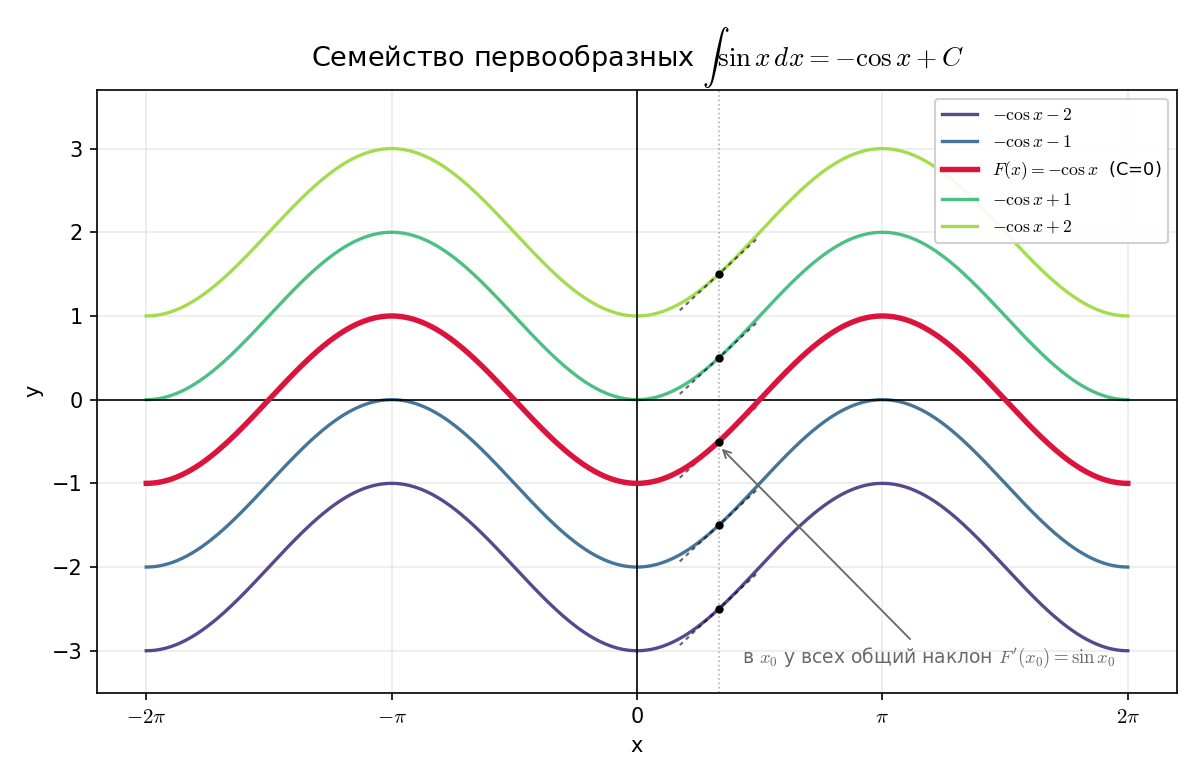 Семейство первообразных ∫sin x dx = −cos x + C
−cos x − 2
−cos x − 1
F(x) = −cos x (C=0)
−cos x + 1
−cos x + 2
y
3
2
1
0
−1
−2
−3
в x₀ у всех общий наклон F′(x₀) = sin x₀
−2π
−π
0
π
2π
x